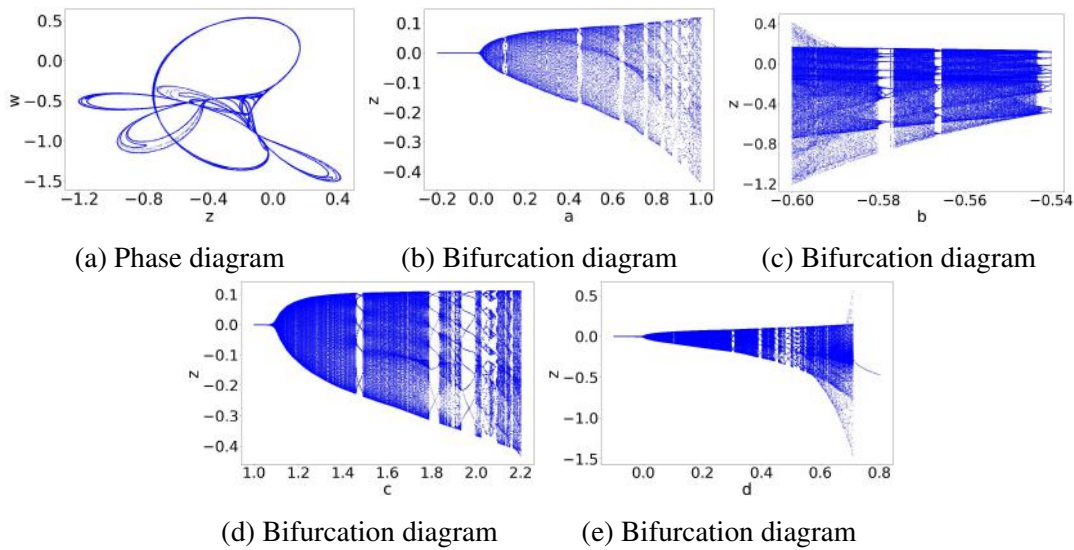 0.5
0.0
−0.5
−1.0
−1.5
w
−1.2 −0.8 −0.4 0.0 0.4
z
(a) Phase diagram
0.1
0.0
−0.1
−0.2
−0.3
−0.4
z
−0.2 0.0 0.2 0.4 0.6 0.8 1.0
a
(b) Bifurcation diagram
0.4
0.0
−0.4
−0.8
−1.2
z
−0.60 −0.58 −0.56 −0.54
b
(c) Bifurcation diagram
0.1
0.0
−0.1
−0.2
−0.3
−0.4
z
1.0 1.2 1.4 1.6 1.8 2.0 2.2
c
(d) Bifurcation diagram
0.5
0.0
−0.5
−1.0
−1.5
z
0.0 0.2 0.4 0.6 0.8
d
(e) Bifurcation diagram